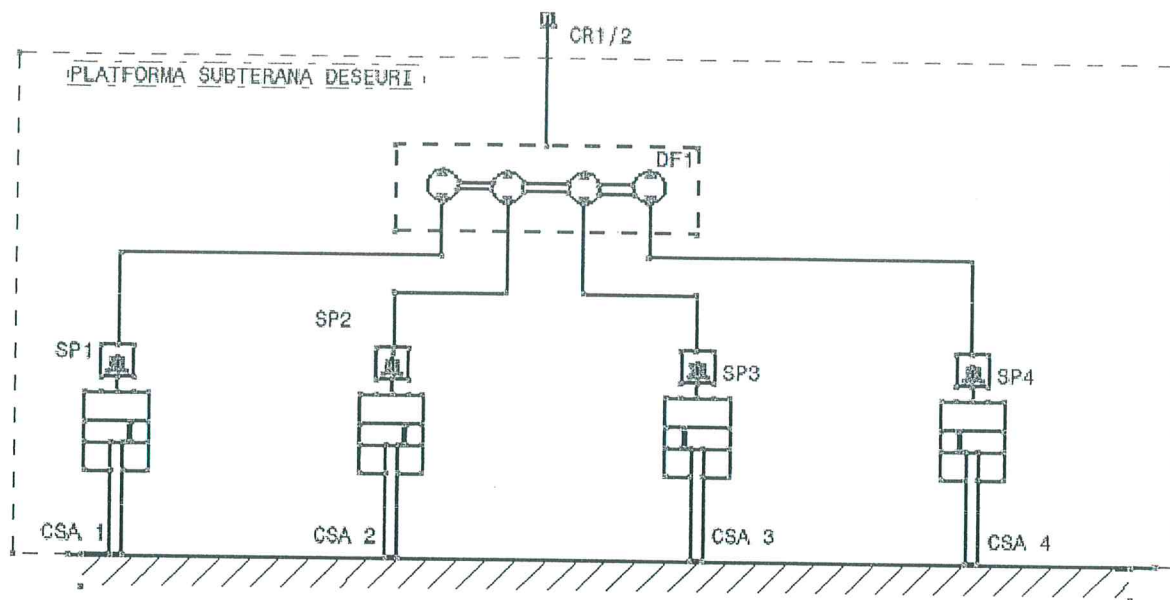 CR1/2
PLATFORMA SUBTERANA DESEURI
DF1
SP1
SP2
SP3
SP4
CSA 1
CSA 2
CSA 3
CSA 4